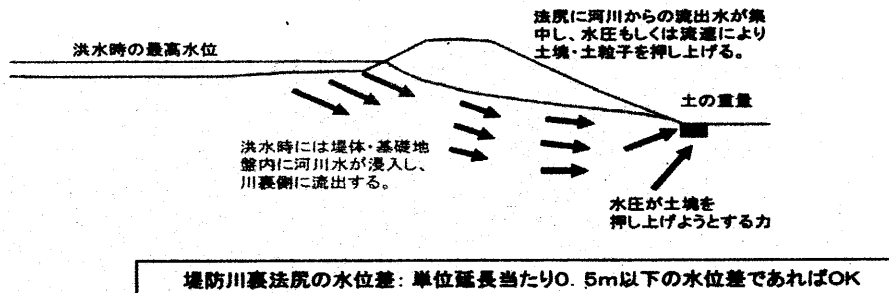 法尻に河川からの流出水が集
中し、水圧もしくは流速により
土塊・土粒子を押し上げる。
洪水時の最高水位
土の重量
洪水時には堤体・基礎地
盤内に河川水が浸入し、
川裏側に流出する。
水圧が土塊を
押し上げようとする力
堤防川裏法尻の水位差：単位延長当たり0．5m以下の水位差であればOK